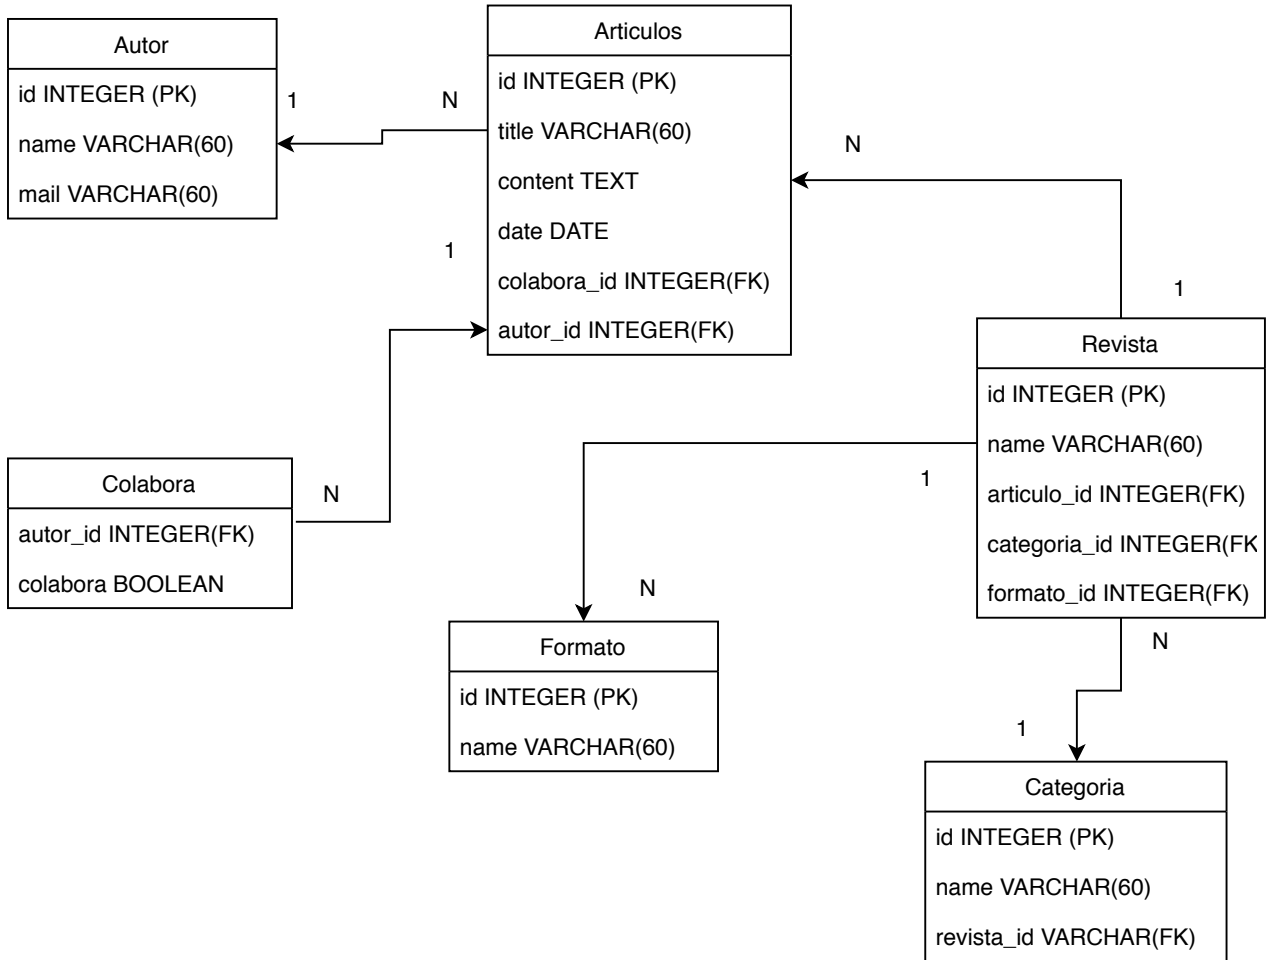 Autor
id INTEGER (PK)
name VARCHAR(60)
mail VARCHAR(60)
1
N
Articulos
id INTEGER (PK)
title VARCHAR(60)
content TEXT
date DATE
colabora_id INTEGER(FK)
autor_id INTEGER(FK)
N
1
1
Revista
id INTEGER (PK)
name VARCHAR(60)
articulo_id INTEGER(FK)
categoria_id INTEGER(FK
formato_id INTEGER(FK)
Colabora
autor_id INTEGER(FK)
colabora BOOLEAN
N
1
N
Formato
id INTEGER (PK)
name VARCHAR(60)
N
1
Categoria
id INTEGER (PK)
name VARCHAR(60)
revista_id VARCHAR(FK)